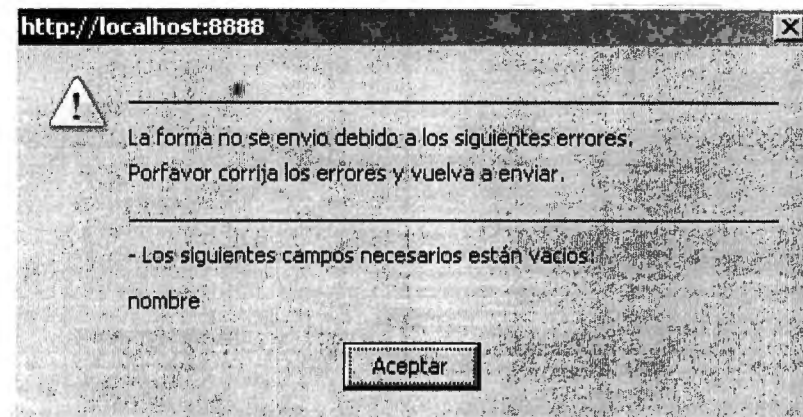 http://localhost:8888
La forma no se envio debido a los siguientes errores.
Porfavor corrija los errores y vuelva a enviar.
- Los siguientes campos necesarios están vacios:
nombre
Aceptar